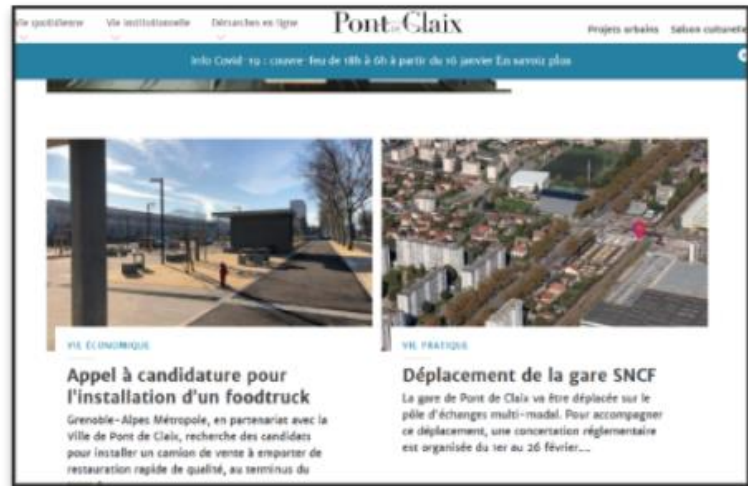 Vie quotidienne Vie institutionnelle Démarches en ligne Pont de Claix Projets urbains Saison culturelle
Info Covid-19 : couvre-feu de 18h à 6h à partir du 16 janvier En savoir plus
VIE ÉCONOMIQUE
Appel à candidature pour
l'installation d'un foodtruck
Grenoble-Alpes Métropole, en partenariat avec la
Ville de Pont de Claix, recherche des candidats
pour installer un camion de vente à emporter de
restauration rapide de qualité, au terminus du
VIE PRATIQUE
Déplacement de la gare SNCF
La gare de Pont de Claix va être déplacée sur le
pôle d'échanges multi-modal. Pour accompagner
ce déplacement, une concertation réglementaire
est organisée du 1er au 26 février....